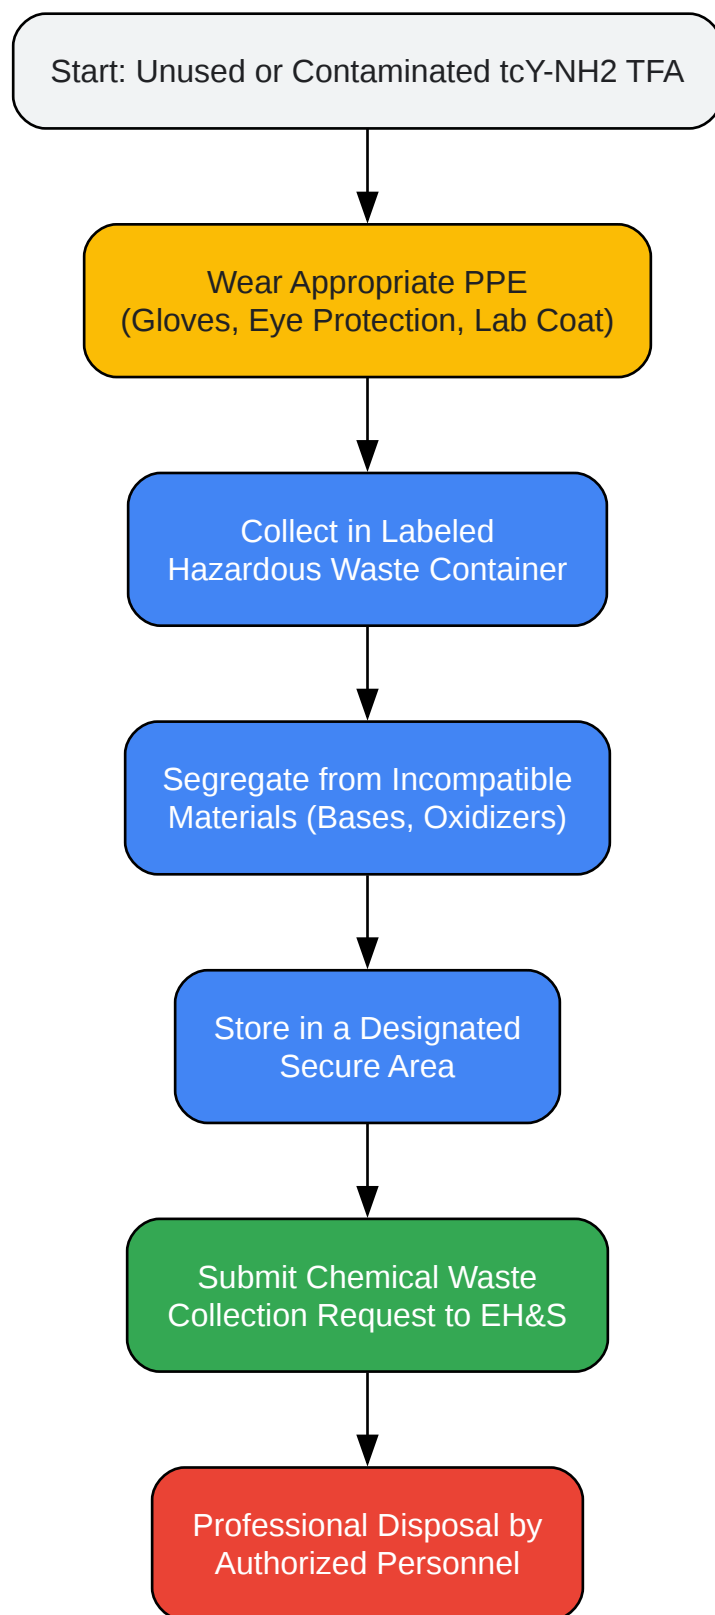 Start: Unused or Contaminated tcY-NH2 TFA
Wear Appropriate PPE
(Gloves, Eye Protection, Lab Coat)
Collect in Labeled
Hazardous Waste Container
Segregate from Incompatible
Materials (Bases, Oxidizers)
Store in a Designated
Secure Area
Submit Chemical Waste
Collection Request to EH&S
Professional Disposal by
Authorized Personnel